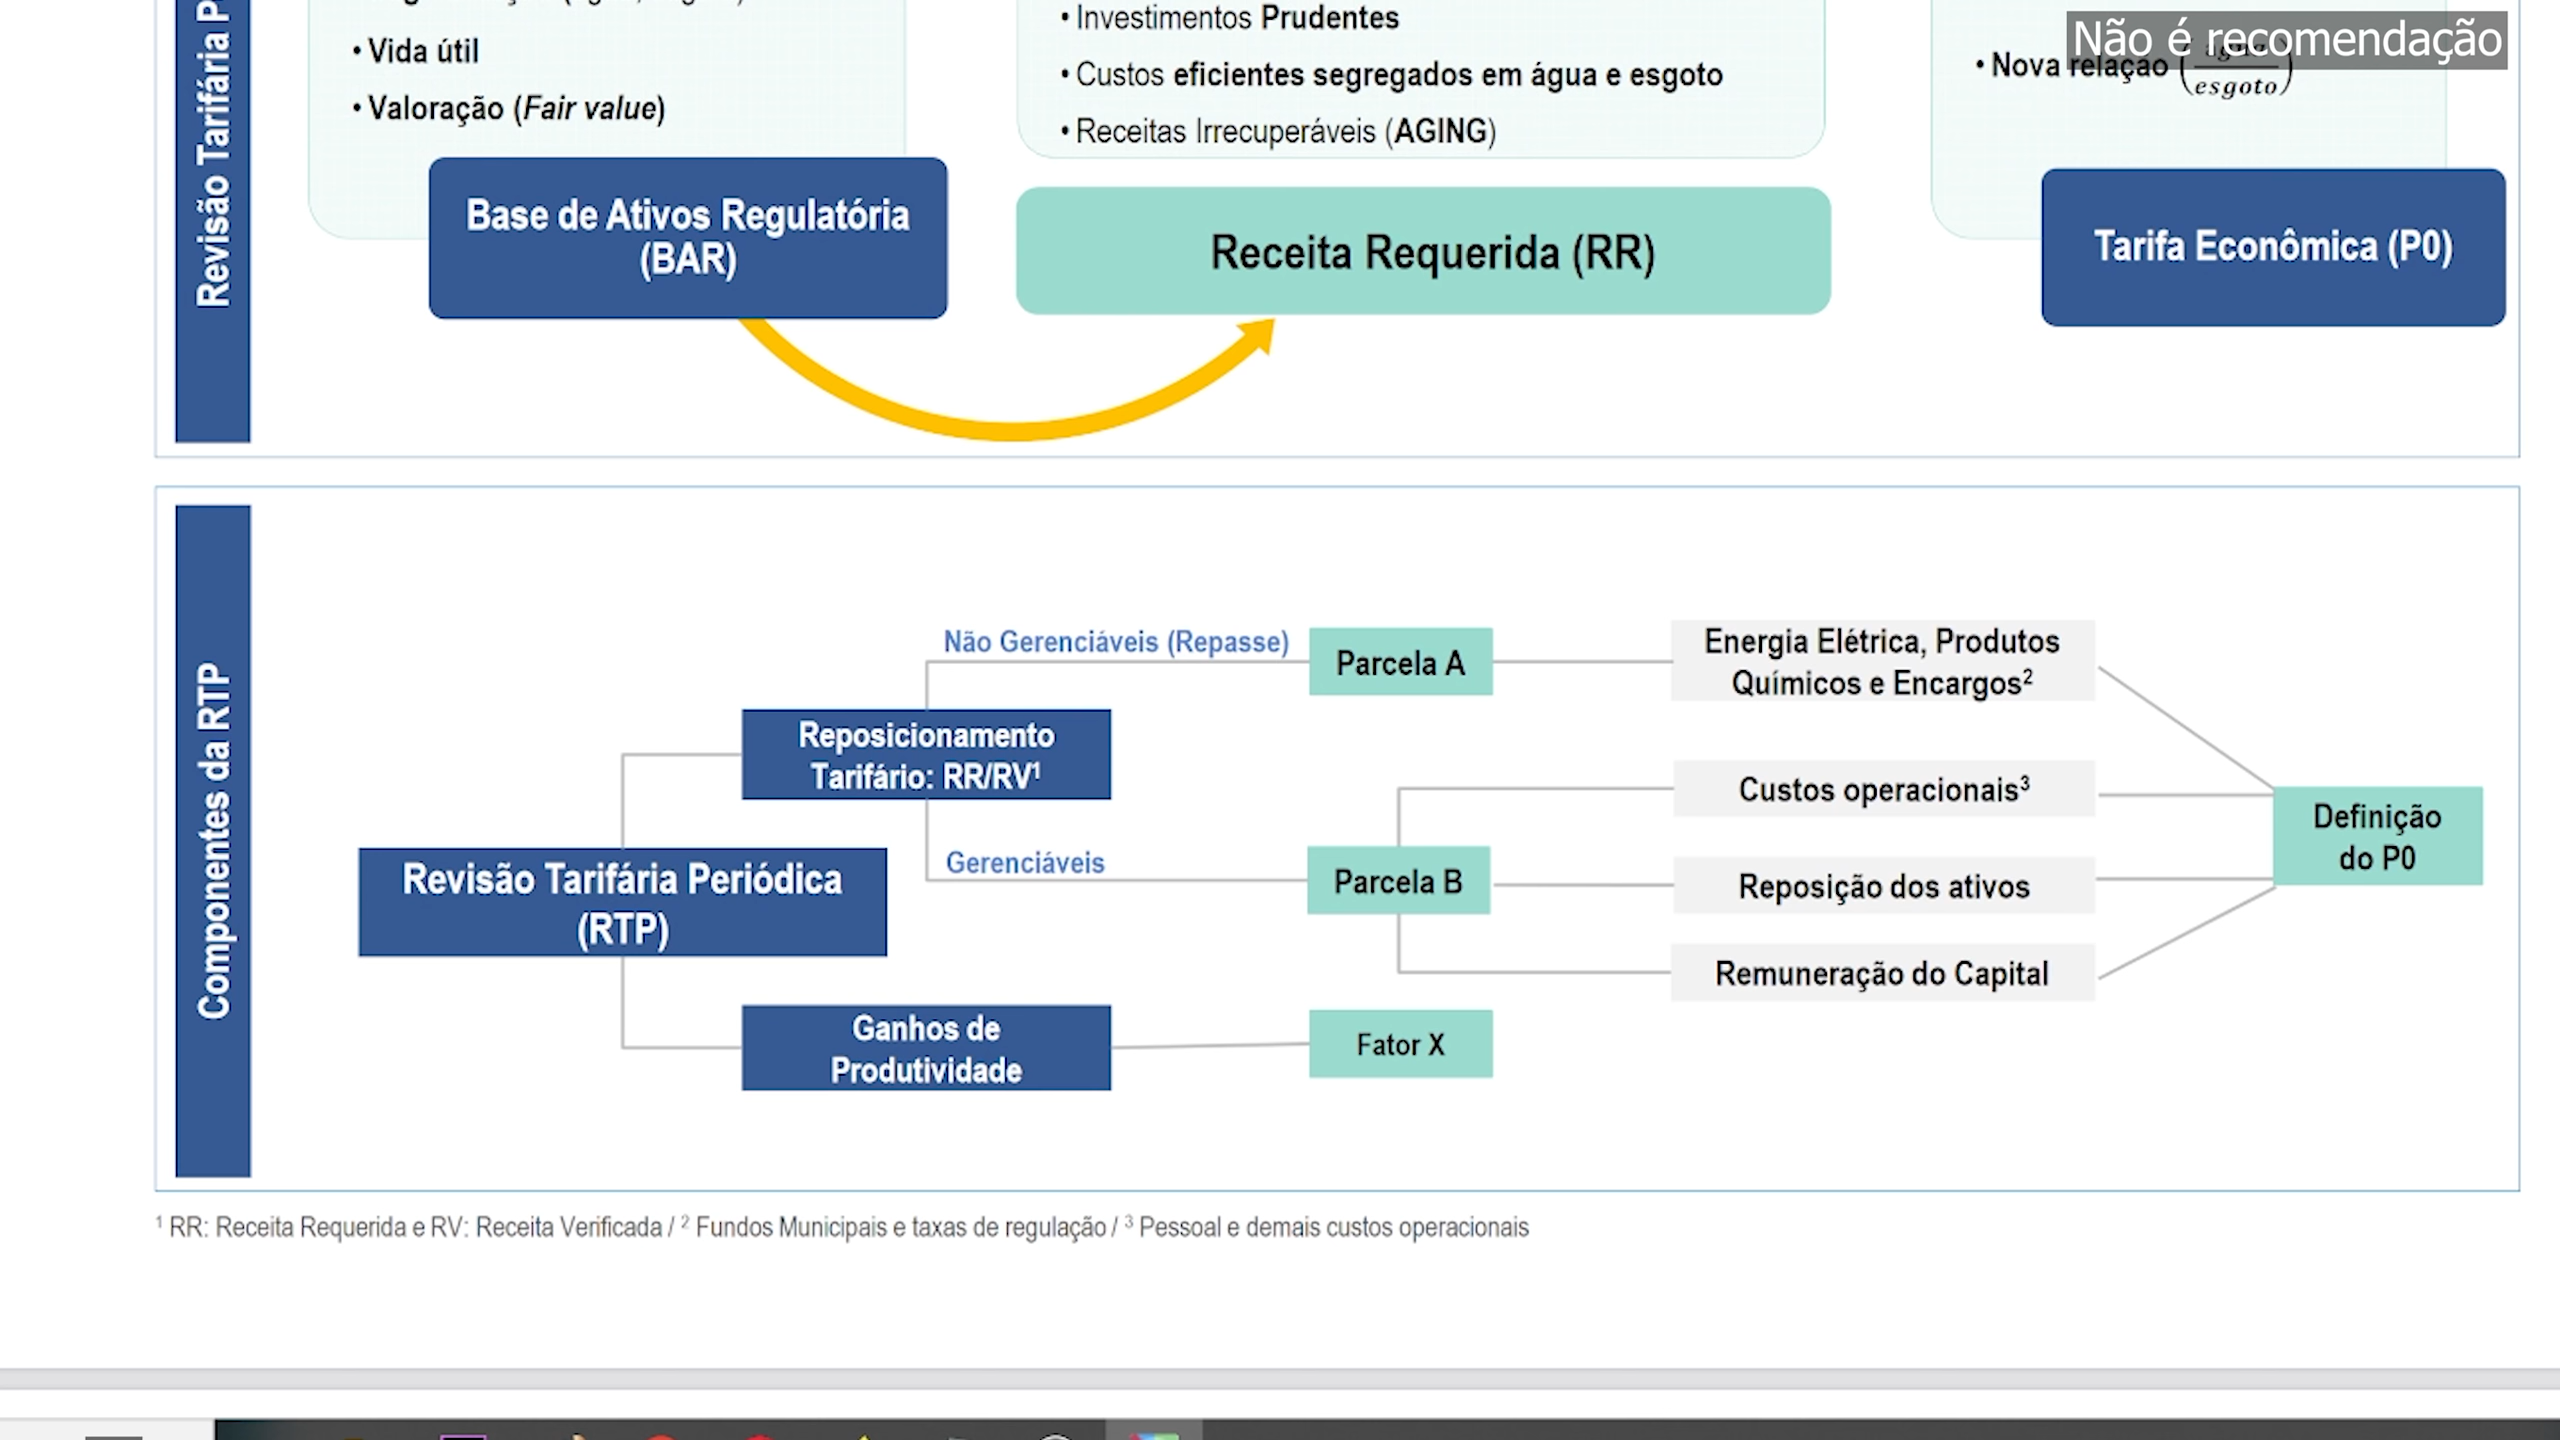 Não é recomendação
Revisão Tarifária P
• Vida útil
• Valoração (Fair value)
Base de Ativos Regulatória
(BAR)
• Investimentos Prudentes
• Custos eficientes segregados em água e esgoto
• Receitas Irrecuperáveis (AGING)
Receita Requerida (RR)
• Nova relação
esgoto
Tarifa Econômica (P0)
Componentes da RTP
Não Gerenciáveis (Repasse)
Parcela A
Energia Elétrica, Produtos
Químicos e Encargos²
Reposicionamento
Tarifário: RR/RV¹
Custos operacionais³
Definição
do P0
Gerenciáveis
Parcela B
Reposição dos ativos
Revisão Tarifária Periódica
(RTP)
Remuneração do Capital
Ganhos de
Produtividade
Fator X
¹ RR: Receita Requerida e RV: Receita Verificada / ² Fundos Municipais e taxas de regulação / ³ Pessoal e demais custos operacionais